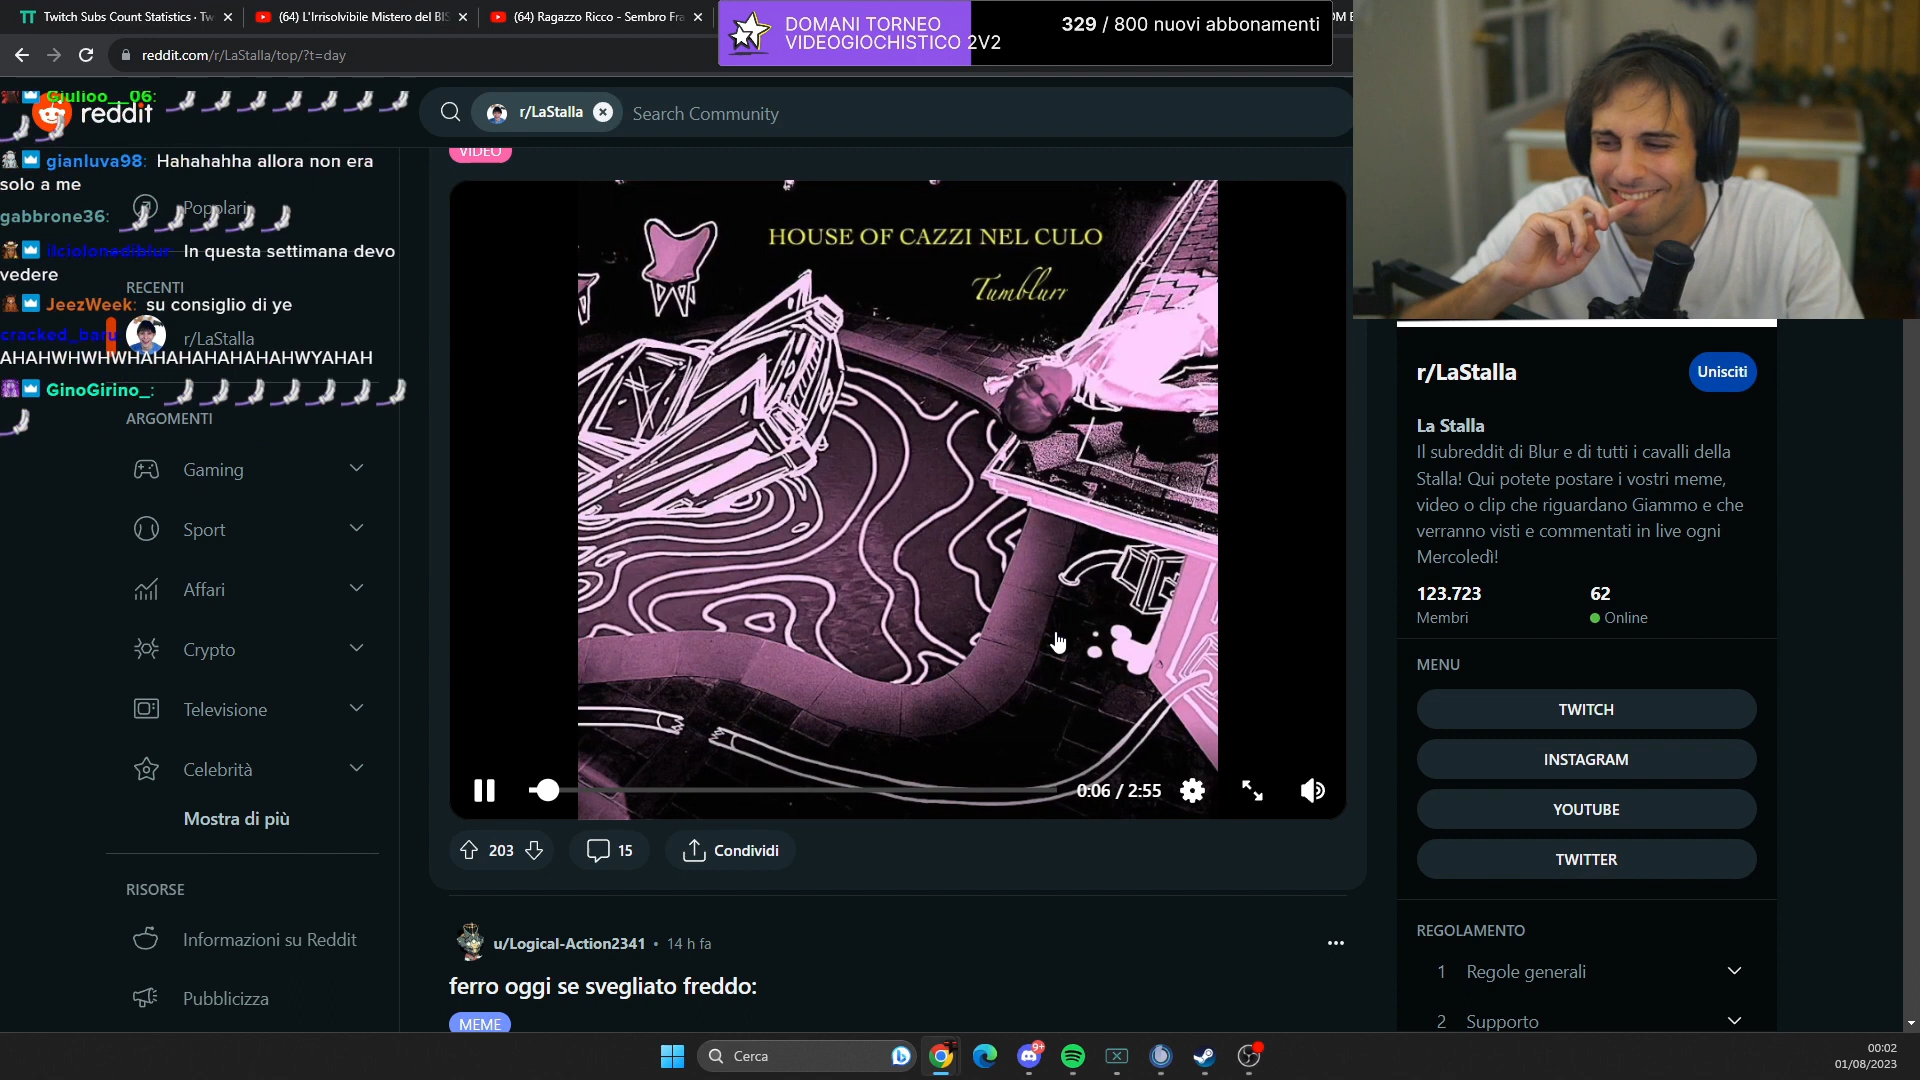 Twitch Subs Count Statistics · Tw
(64) L'Irrisolvibile Mistero del BIS
(64) Ragazzo Ricco - Sembro Fra
reddit.com/r/LaStalla/top/?t=day
DOMANI TORNEO
VIDEOGIOCHISTICO 2V2
329 / 800 nuovi abbonamenti
Giulioo__06:
reddit
r/LaStalla
Search Community
gianluva98: Hahahahha allora non era
solo a me
Popolari
gabbrone36:
In questa settimana devo
vedere
RECENTI
JeezWeek: su consiglio di ye
cracked_baru
r/LaStalla
AHAHWHWHWHAHAHAHAHAHAHWYAHAH
GinoGirino_:
ARGOMENTI
Gaming
Sport
Affari
Crypto
Televisione
Celebrità
Mostra di più
RISORSE
Informazioni su Reddit
Pubblicizza
VIDEO
HOUSE OF CAZZI NEL CULO
Tumblurr
0:06 / 2:55
203
15
Condividi
u/Logical-Action2341 • 14 h fa
ferro oggi se svegliato freddo:
MEME
r/LaStalla
Unisciti
La Stalla
Il subreddit di Blur e di tutti i cavalli della
Stalla! Qui potete postare i vostri meme,
video o clip che riguardano Giammo e che
verranno visti e commentati in live ogni
Mercoledì!
123.723
Membri
62
Online
MENU
TWITCH
INSTAGRAM
YOUTUBE
TWITTER
REGOLAMENTO
1 Regole generali
2 Supporto
Cerca
9+
00:02
01/08/2023